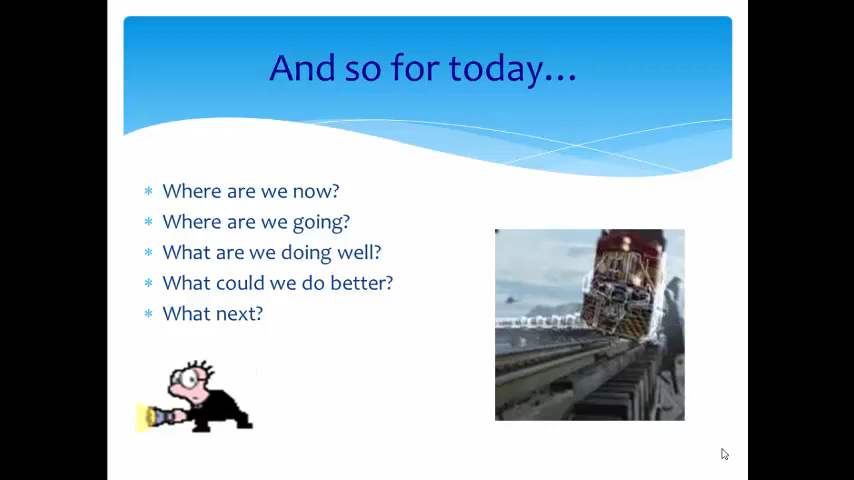 And so for today…
Where are we now?
Where are we going?
What are we doing well?
What could we do better?
What next?